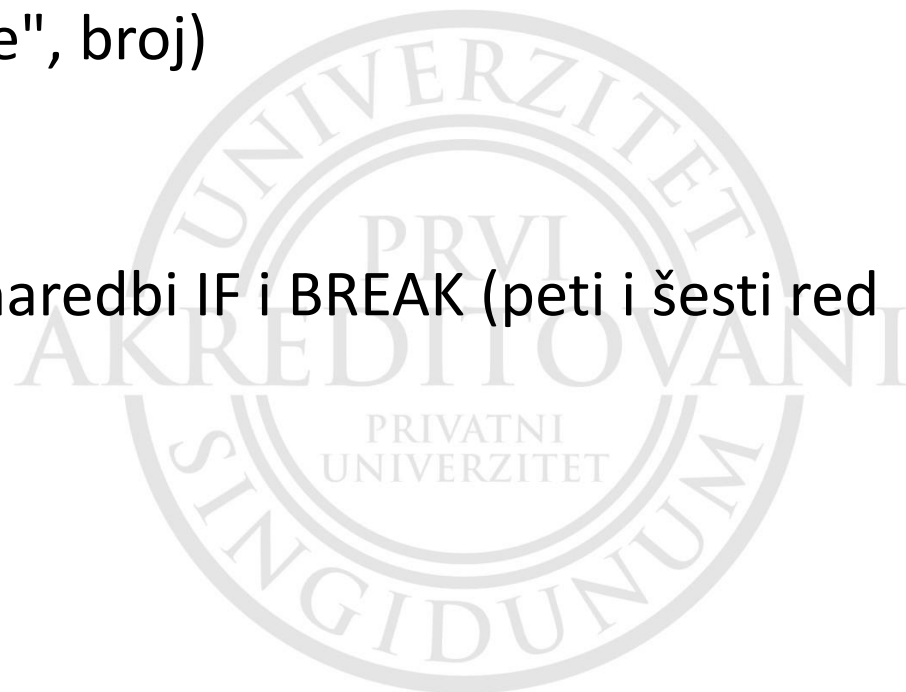 e", broj)
UNIVERZITET
PRVI
naredbi IF i BREAK (peti i šesti red
AKREDITOVANI
PRIVATNI
UNIVERZITET
SINGIDUNUM